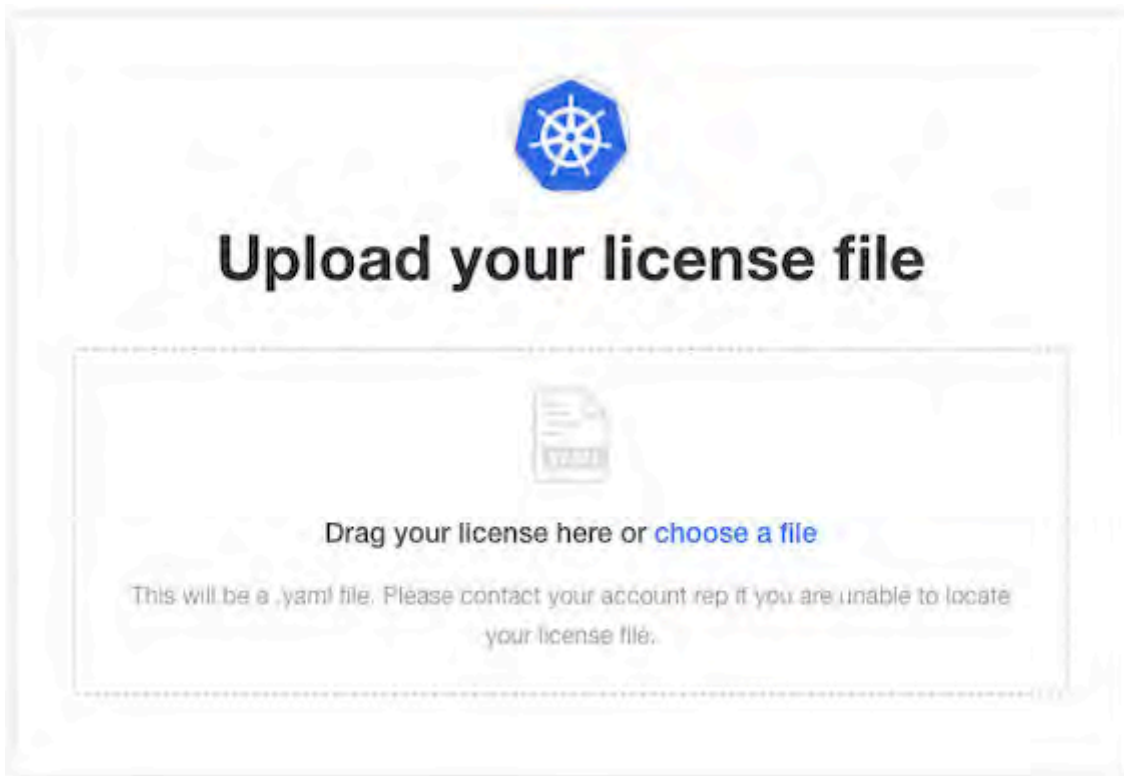 Upload your license file
YAML
Drag your license here or choose a file
This will be a .yaml file. Please contact your account rep if you are unable to locate
your license file.